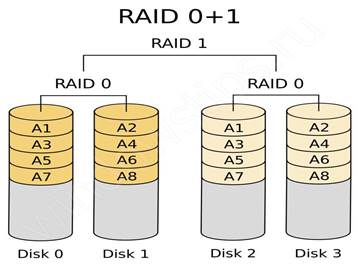 RAID 0+1
RAID 1
RAID 0 RAID 0
A1 A2 A1 A2
A3 A4 A3 A4
A5 A6 A5 A6
A7 A8 A7 A8
Disk 0 Disk 1 Disk 2 Disk 3